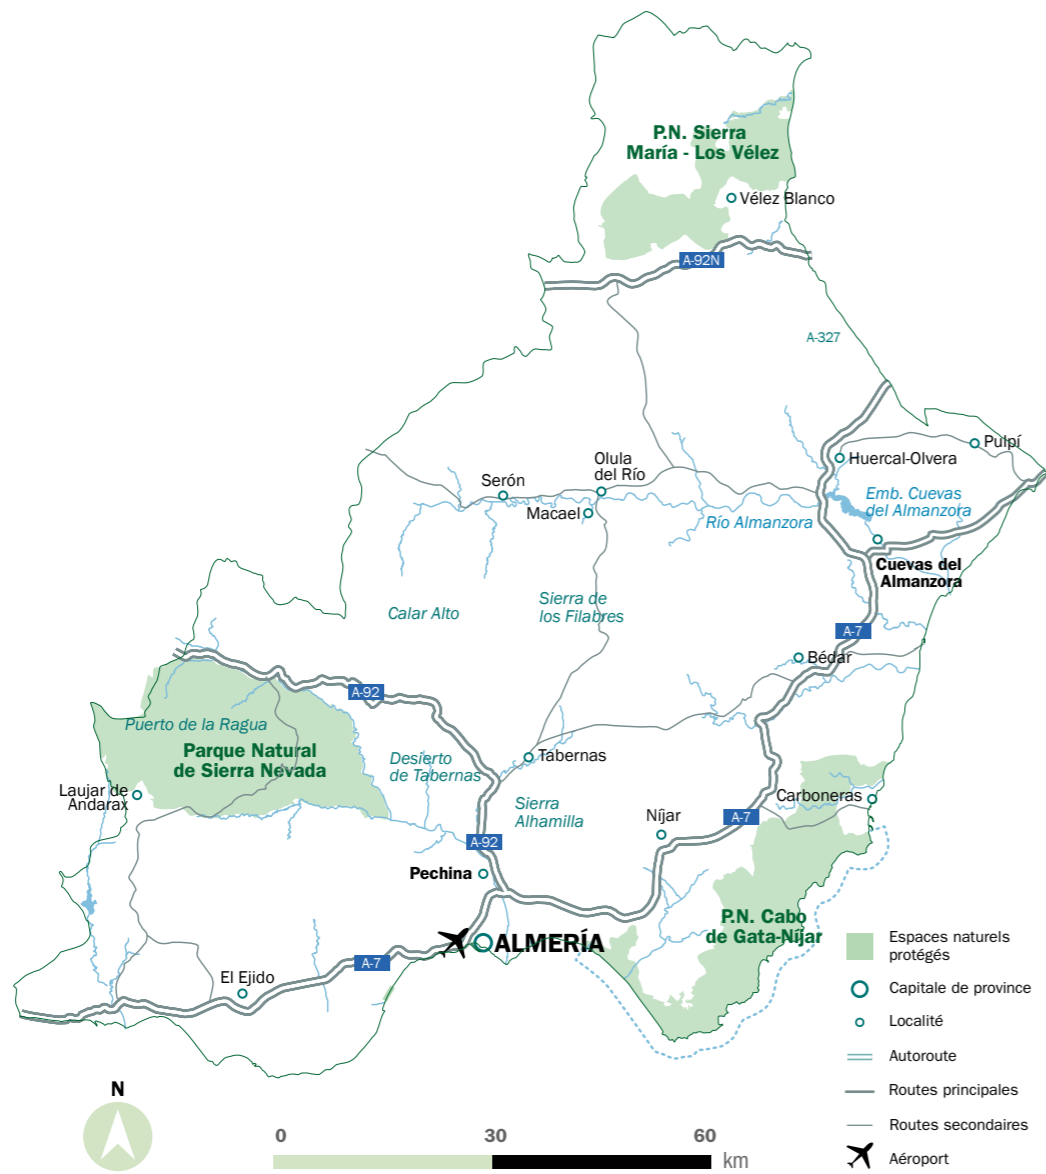 P.N. Sierra
María - Los Vélez
Vélez Blanco
A-92N
A-327
Pulpí
Huercal-Olvera
Olula
del Río
Serón
Macael
Emb. Cuevas
del Almanzora
Río Almanzora
Cuevas del
Almanzora
Sierra de
los Filabres
Calar Alto
A-7
Bédar
A-92
Puerto de la Ragua
Parque Natural
de Sierra Nevada
Desierto
de Tabernas
Tabernas
Laujar de
Andarax
Sierra
Alhamilla
Carboneras
Níjar
A-7
A-92
Pechina
P.N. Cabo
de Gata-Níjar
ALMERÍA
A-7
El Ejido
Espaces naturels
protégés
Capitale de province
Localité
Autoroute
Routes principales
Routes secondaires
Aéroport
N
0 30 60
km